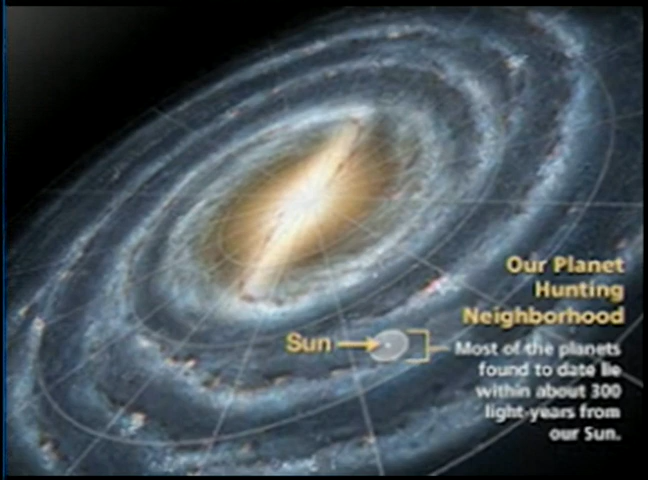 Our Planet
Hunting
Neighborhood
Sun
Most of the planets
found to date lie
within about 300
light-years from
our Sun.